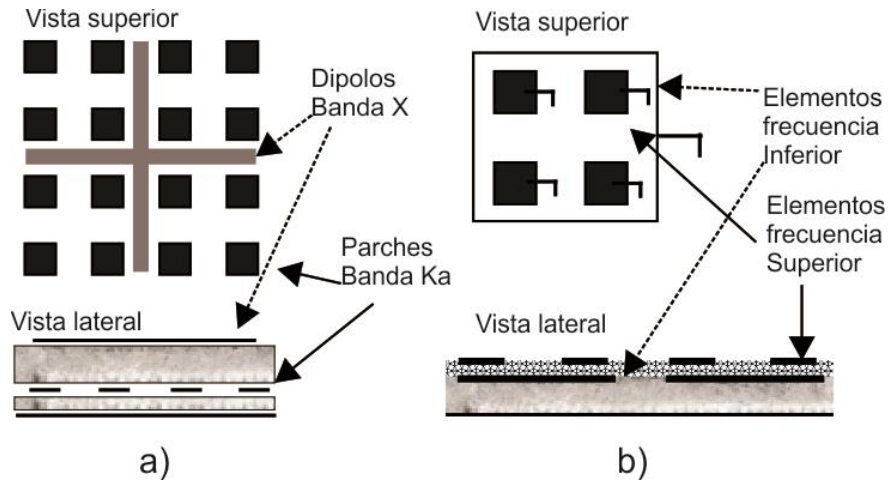 Vista superior
Dipolos
Banda X
Parches
Banda Ka
Vista lateral
a)
Vista superior
Elementos
frecuencia
Inferior
Elementos
frecuencia
Superior
Vista lateral
b)